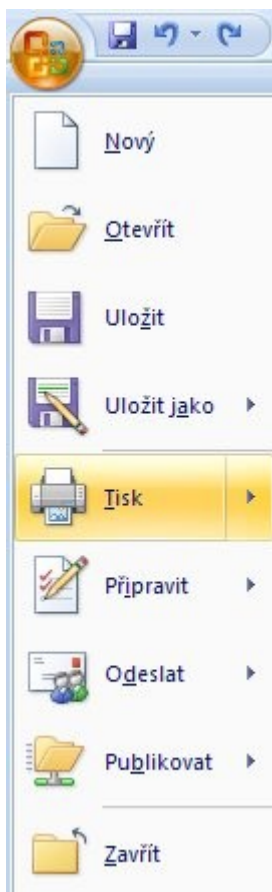 Nový
Otevřít
Uložit
Uložit jako
Tisk
Připravit
Odeslat
Publikovat
Zavřít